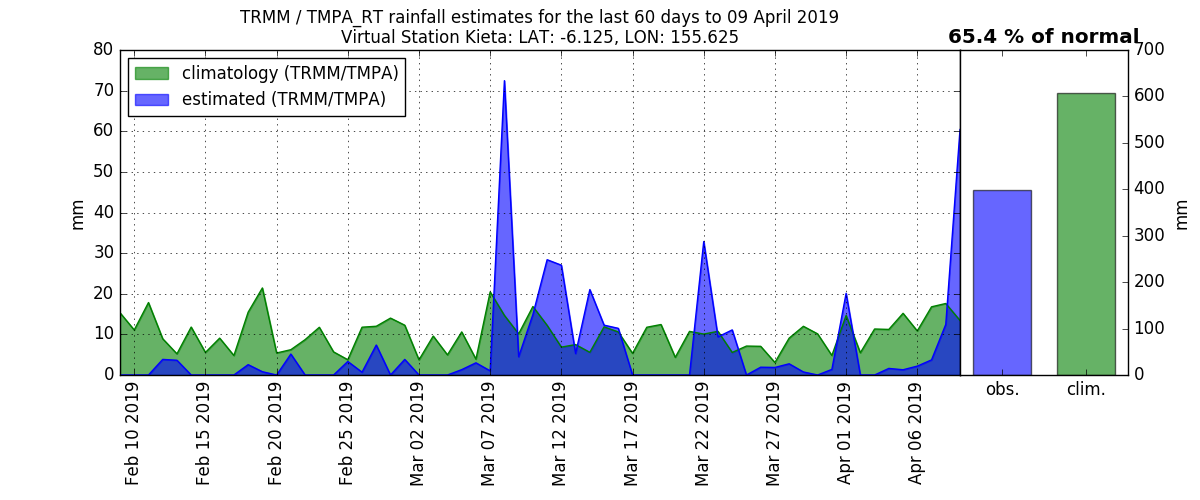 TRMM / TMPA_RT rainfall estimates for the last 60 days to 09 April 2019
Virtual Station Kieta: LAT: -6.125, LON: 155.625
65.4 % of normal
climatology (TRMM/TMPA)
estimated (TRMM/TMPA)
80
70
60
50
40
30
20
10
0
mm
700
600
500
400
300
200
100
0
mm
obs.
clim.
Feb 10 2019
Feb 15 2019
Feb 20 2019
Feb 25 2019
Mar 02 2019
Mar 07 2019
Mar 12 2019
Mar 17 2019
Mar 22 2019
Mar 27 2019
Apr 01 2019
Apr 06 2019